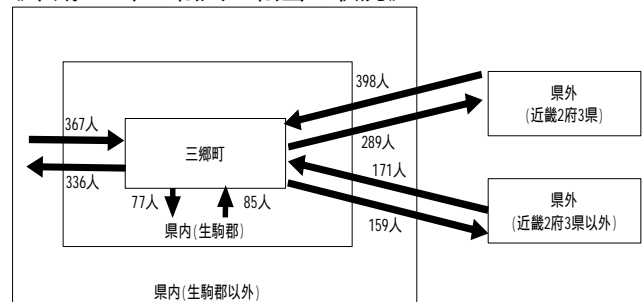 398人
県外
(近畿2府3県)
367人
三郷町
289人
336人
171人
77人
85人
県外
(近畿2府3県以外)
159人
県内(生駒郡)
県内(生駒郡以外)